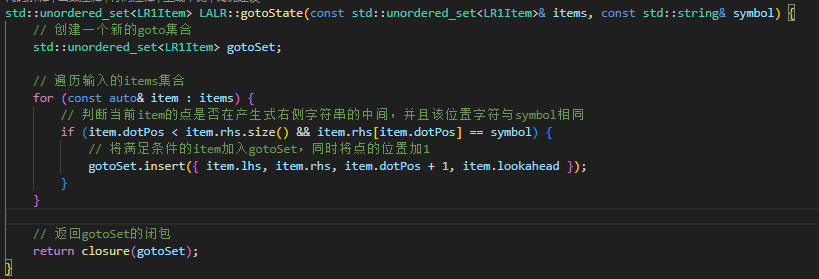 std::unordered_set<LR1Item> LALR::gotoState(const std::unordered_set<LR1Item>& items, const std::string& symbol) {
// 创建一个新的goto集合
std::unordered_set<LR1Item> gotoSet;
// 遍历输入的items集合
for (const auto& item : items) {
// 判断当前item的点是否在产生式右侧字符串的中间，并且该位置字符与symbol相同
if (item.dotPos < item.rhs.size() && item.rhs[item.dotPos] == symbol) {
// 将满足条件的item加入gotoSet，同时将点的位置加1
gotoSet.insert({ item.lhs, item.rhs, item.dotPos + 1, item.lookahead });
}
}
// 返回gotoSet的闭包
return closure(gotoSet);
}